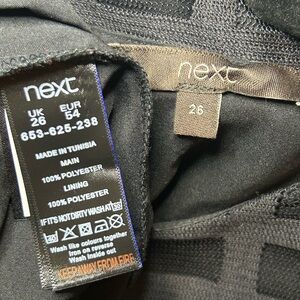 next
26
next
UK EUR
26 54
653-625-238
MADE IN TUNISIA
MAIN
100% POLYESTER
LINING
100% POLYESTER
IF IT'S NOT DIRTY WASH AT
Wash like colours together
Iron on reverse
Wash Inside out
KEEP AWAY FROM FIRE